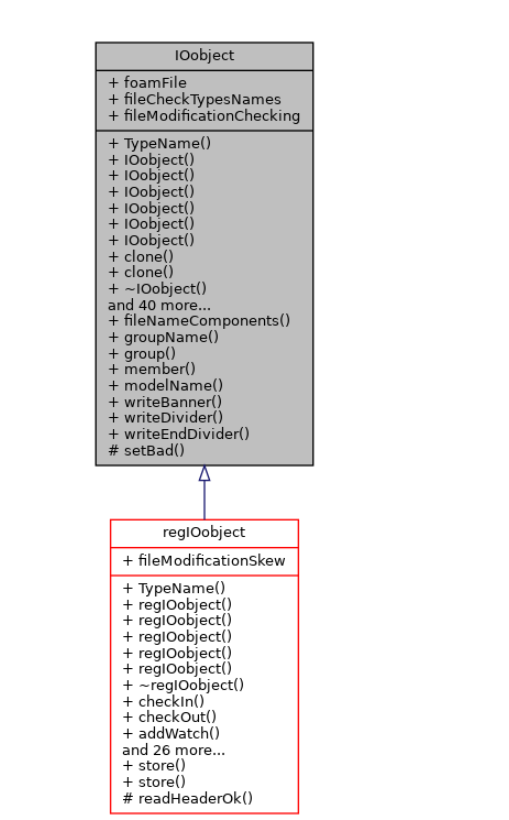 IOobject
+ foamFile
+ fileCheckTypesNames
+ fileModificationChecking
+ TypeName()
+ IOobject()
+ IOobject()
+ IOobject()
+ IOobject()
+ IOobject()
+ IOobject()
+ clone()
+ clone()
+ ~IOobject()
and 40 more...
+ fileNameComponents()
+ groupName()
+ group()
+ member()
+ modelName()
+ writeBanner()
+ writeDivider()
+ writeEndDivider()
# setBad()
regIOobject
+ fileModificationSkew
+ TypeName()
+ regIOobject()
+ regIOobject()
+ regIOobject()
+ regIOobject()
+ regIOobject()
+ ~regIOobject()
+ checkIn()
+ checkOut()
+ addWatch()
and 26 more...
+ store()
+ store()
# readHeaderOk()